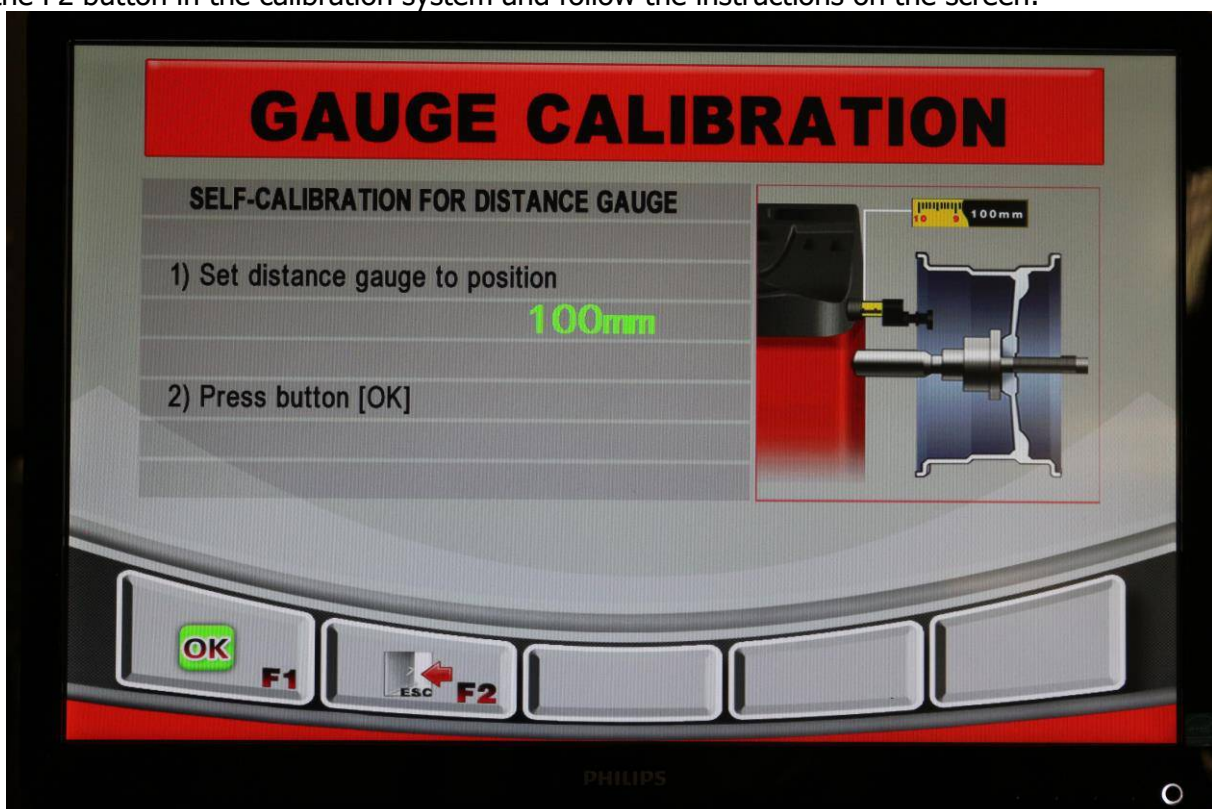 the F2 button in the calibration system and follow the instructions on the screen.
GAUGE CALIBRATION
SELF-CALIBRATION FOR DISTANCE GAUGE
1) Set distance gauge to position
100mm
2) Press button [OK]
10 9 100mm
OK F1
ESC F2
PHILIPS